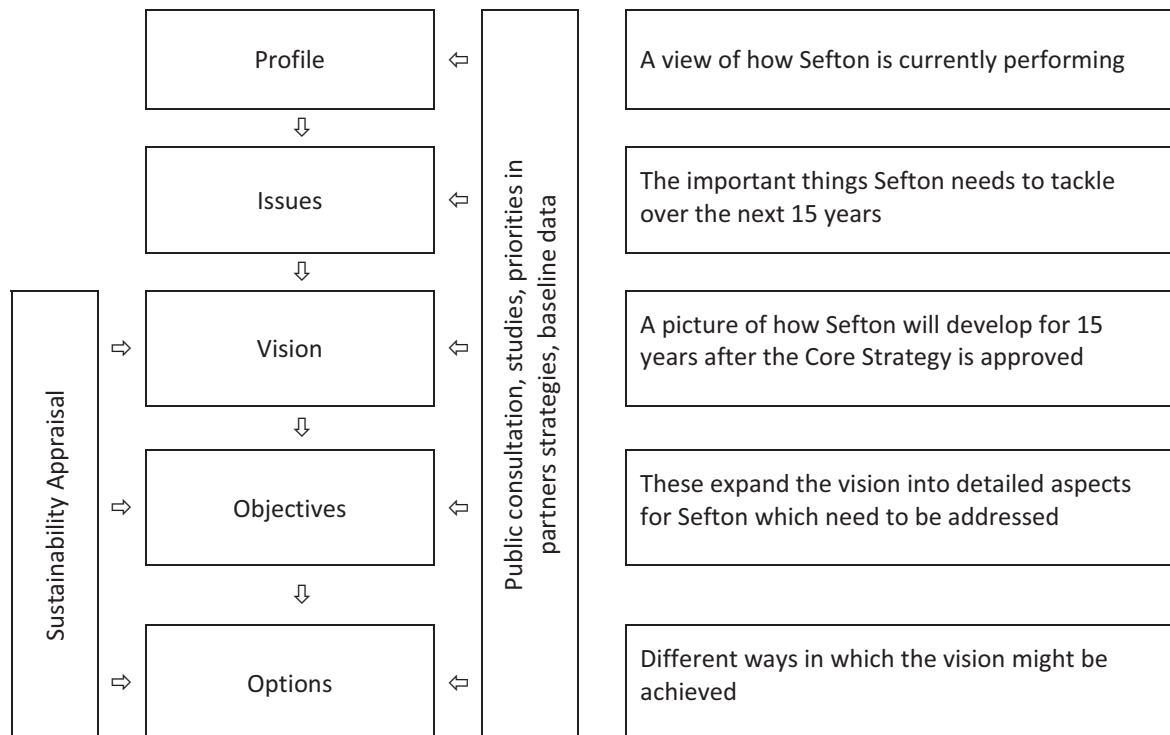 Profile
A view of how Sefton is currently performing
Issues
The important things Sefton needs to tackle
over the next 15 years
Vision
A picture of how Sefton will develop for 15
years after the Core Strategy is approved
Objectives
These expand the vision into detailed aspects
for Sefton which need to be addressed
Options
Different ways in which the vision might be
achieved
Sustainability Appraisal
Public consultation, studies, priorities in
partners strategies, baseline data